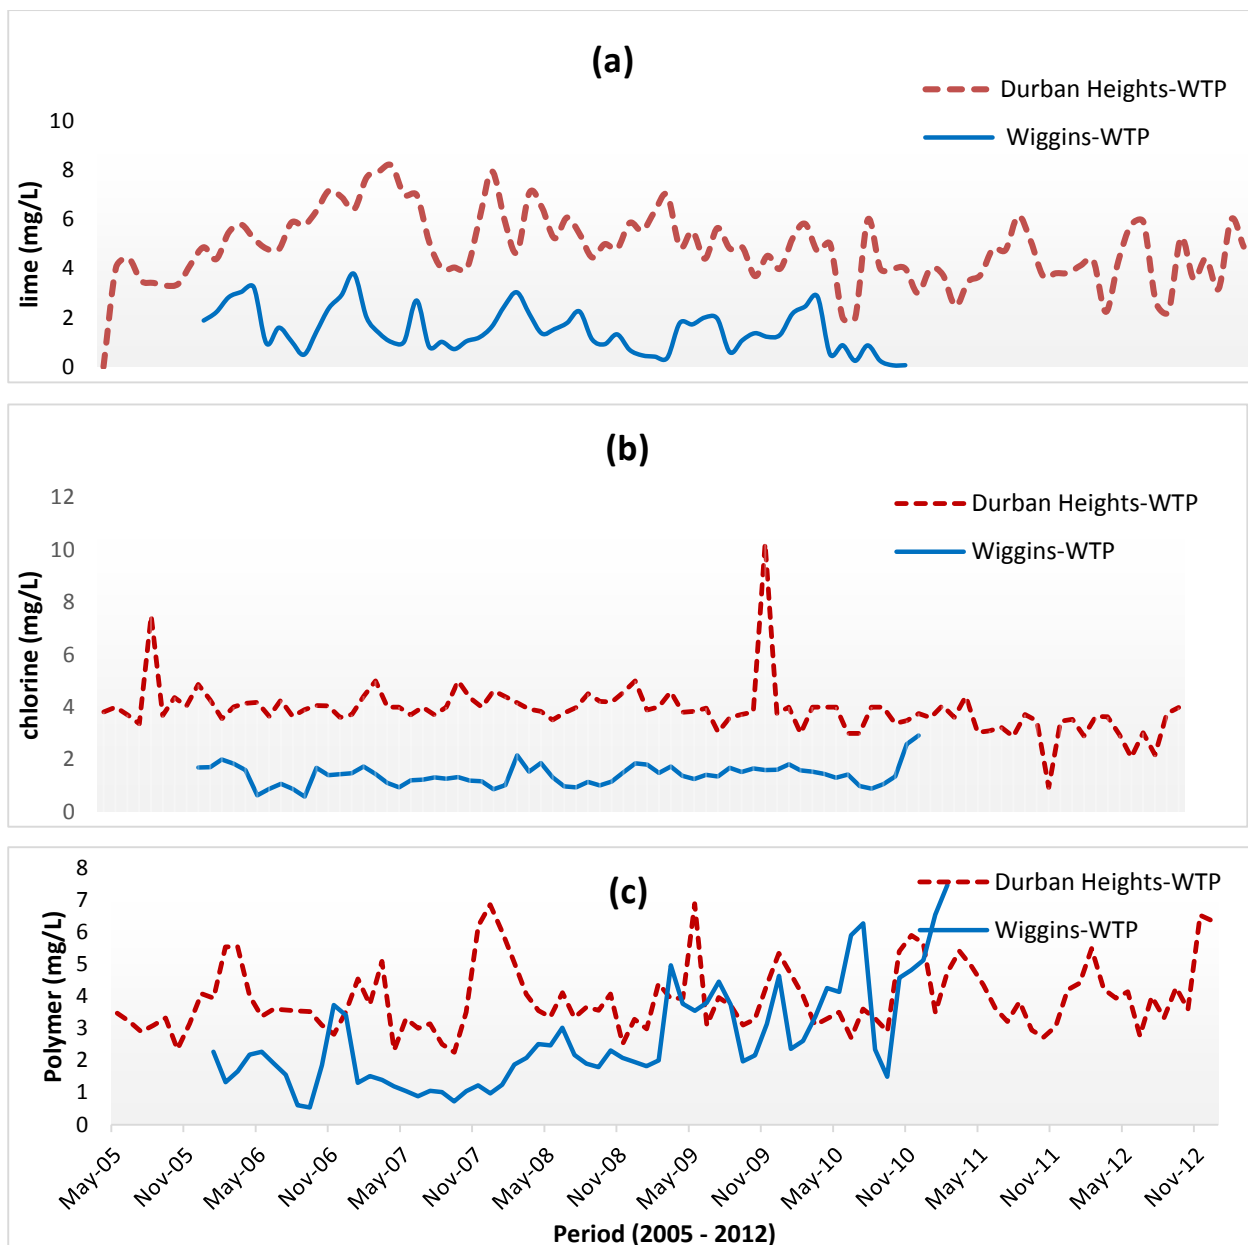 (a)
Durban Heights-WTP
Wiggins-WTP
lime (mg/L)
10
8
6
4
2
0
(b)
Durban Heights-WTP
Wiggins-WTP
chlorine (mg/L)
12
10
8
6
4
2
0
(c)
Durban Heights-WTP
Wiggins-WTP
Polymer (mg/L)
8
7
6
5
4
3
2
1
0
May-05 Nov-05 May-06 Nov-06 May-07 Nov-07 May-08 Nov-08 May-09 Nov-09 May-10 Nov-10 May-11 Nov-11 May-12 Nov-12
Period (2005 - 2012)